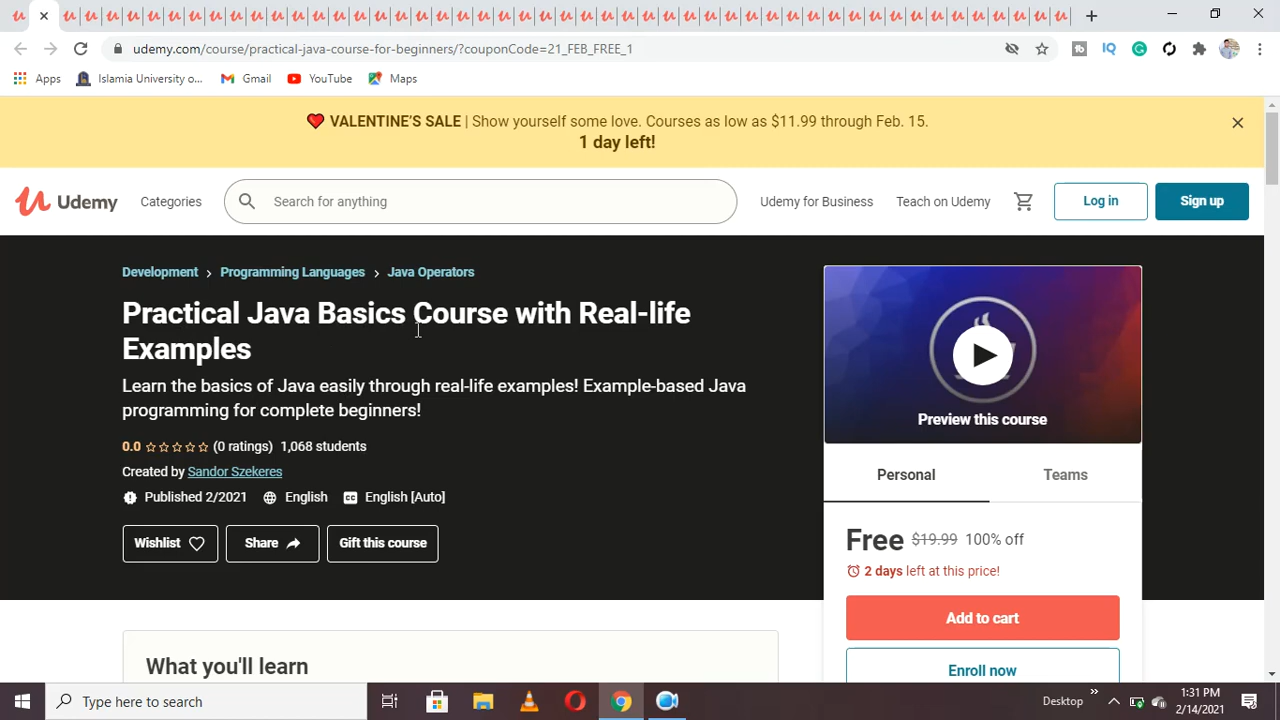 udemy.com/course/practical-java-course-for-beginners/?couponCode=21_FEB_FREE_1
Apps Islamia University o... Gmail YouTube Maps
VALENTINE'S SALE | Show yourself some love. Courses as low as $11.99 through Feb. 15.
1 day left!
Udemy Categories Search for anything Udemy for Business Teach on Udemy Log in Sign up
Development > Programming Languages > Java Operators
Practical Java Basics Course with Real-life
Examples
Learn the basics of Java easily through real-life examples! Example-based Java
programming for complete beginners!
0.0 (0 ratings) 1,068 students
Created by Sandor Szekeres
Published 2/2021 English English [Auto]
Wishlist Share Gift this course
What you'll learn
Preview this course
Personal Teams
Free $19.99 100% off
2 days left at this price!
Add to cart
Enroll now
Type here to search Desktop 1:31 PM
2/14/2021